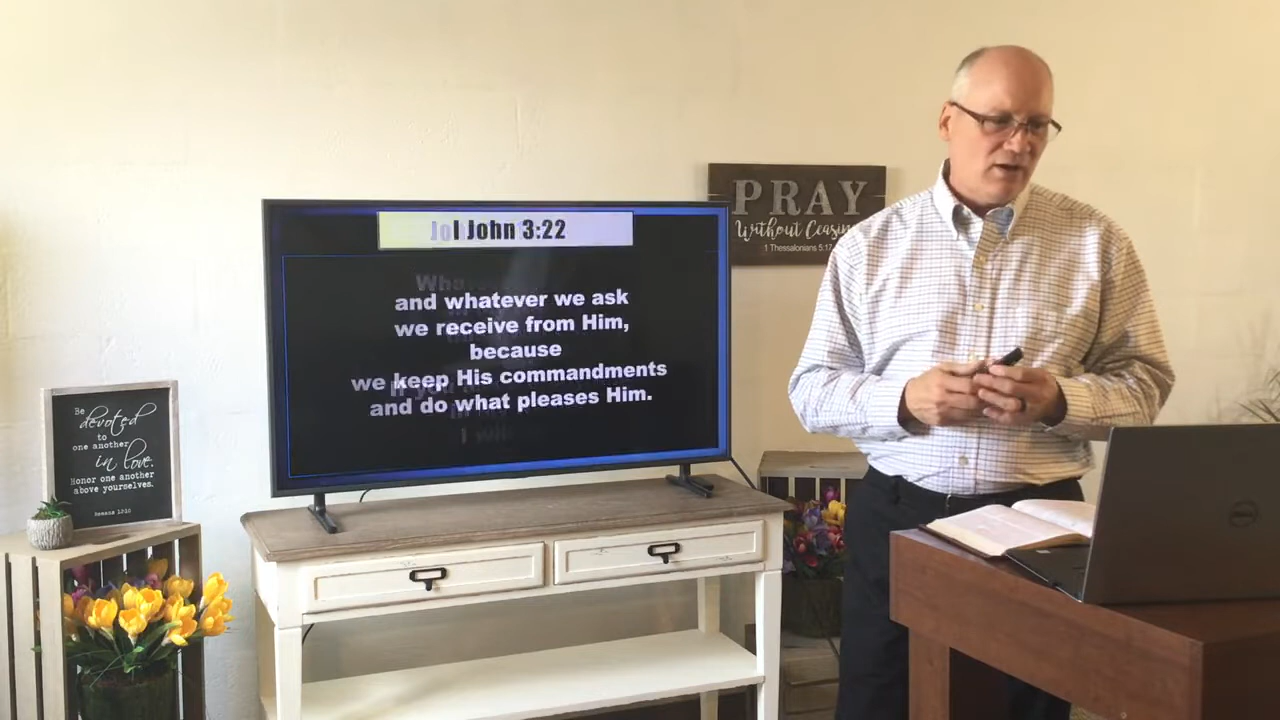 I John 3:22
and whatever we ask
we receive from Him,
because
we keep His commandments
and do what pleases Him.
PRAY
Without Ceasing
1 Thessalonians 5:17
Be
devoted
to
one another
in love.
Honor one another
above yourselves.
Romans 12:10
DELL